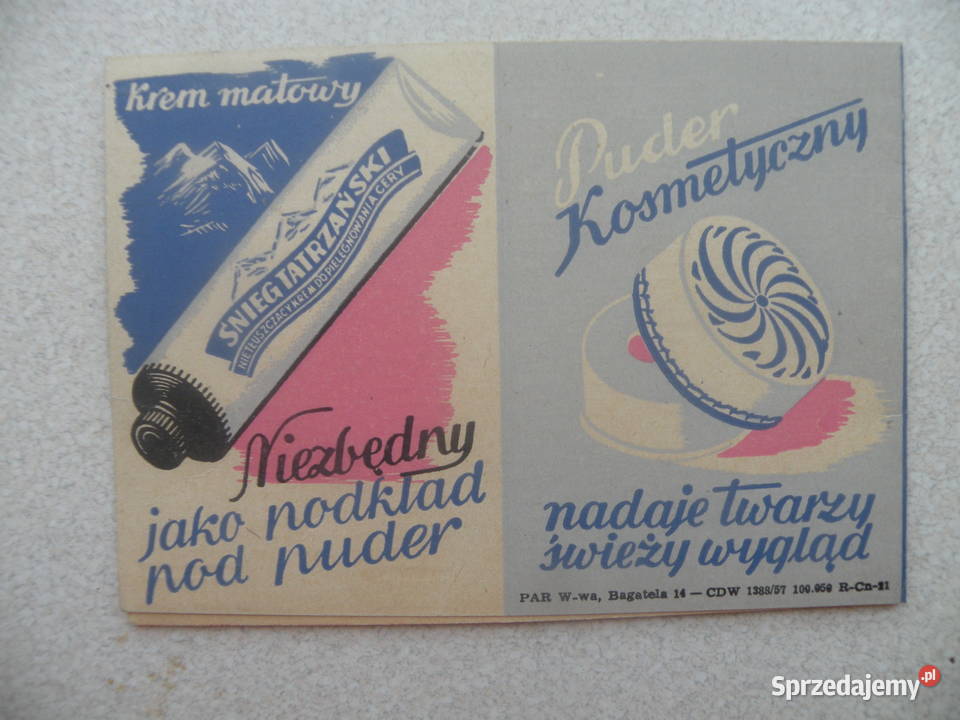 Krem matowy
ŚNIEG TATRZAŃSKI
NIETŁUSZCZĄCY KREM DO PIELĘGNOWANIA CERY
Niezbędny
jako podkład
pod puder
Puder
Kosmetyczny
nadaje twarzy
świeży wygląd
PAR W-wa, Bagatela 14 — CDW 1388/57 100.050 R-Cn-21
Sprzedajemy.pl